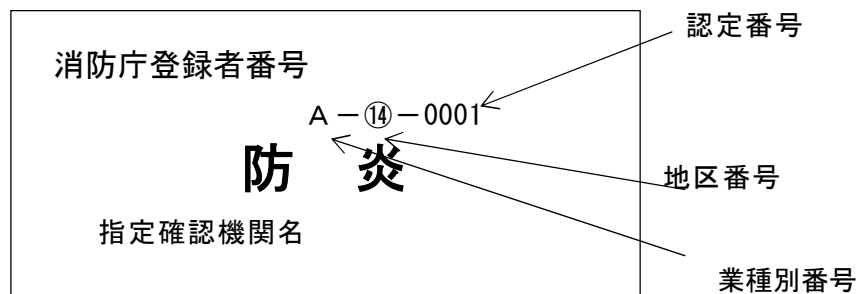 認定番号
消防庁登録者番号
A－⑭－0001
防 炎
地区番号
指定確認機関名
業種別番号